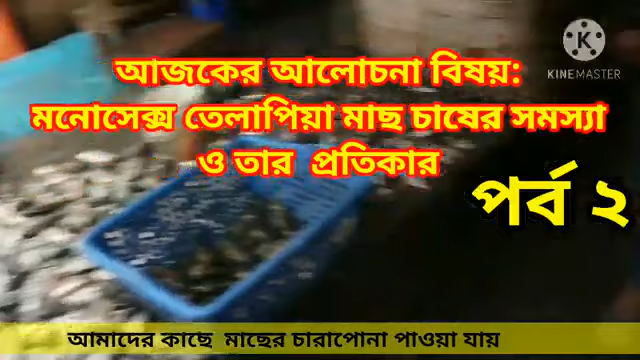 আজকের আলোচনা বিষয়:
KINEMASTER
মনোসেক্স তেলাপিয়া মাছ চাষের সমস্যা
ও তার প্রতিকার
পর্ব ২
আমাদের কাছে মাছের চারাপোনা পাওয়া যায়